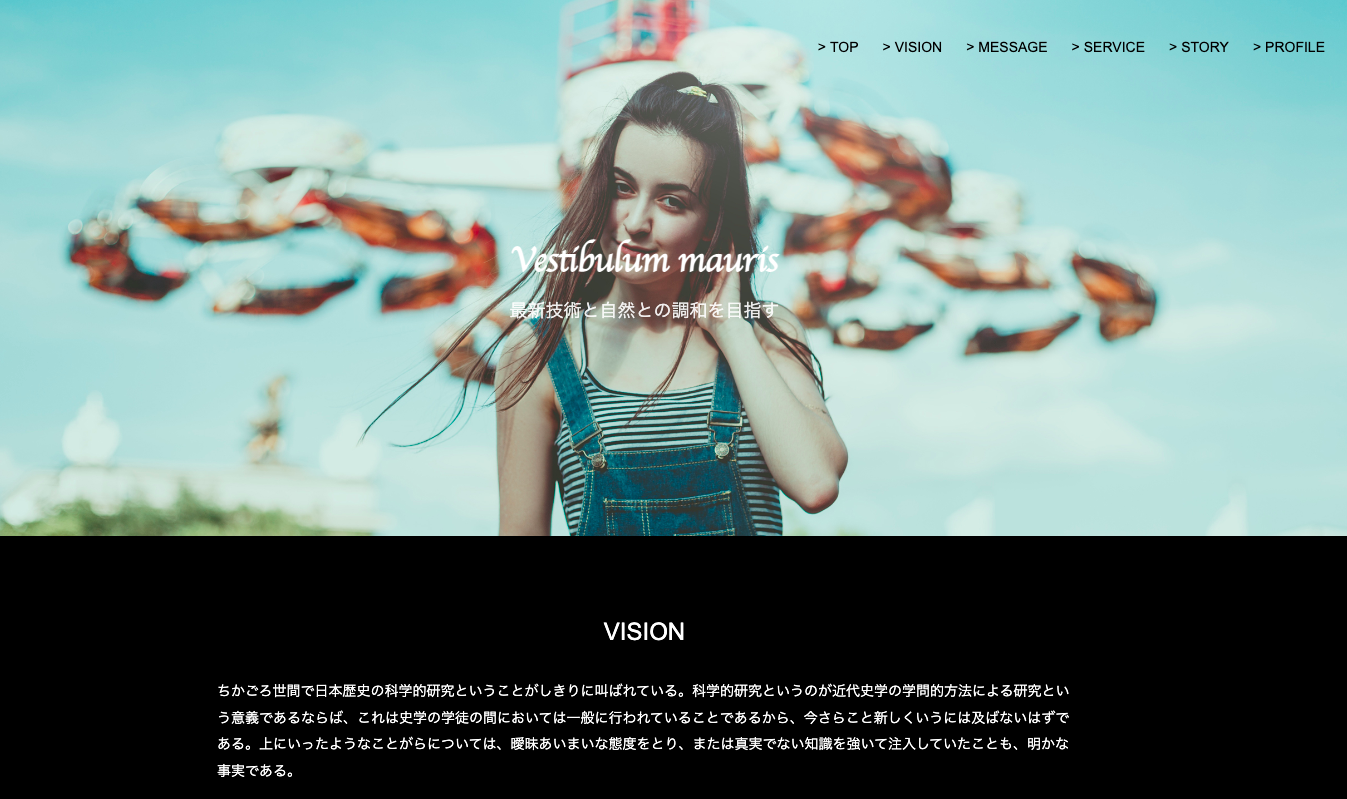 > TOP > VISION > MESSAGE > SERVICE > STORY > PROFILE
Vestibulum mauris
最新技術と自然との調和を目指す
VISION
ちかごろ世間で日本歴史の科学的研究ということがしきりに叫ばれている。科学的研究というのが近代史学の学問的方法による研究とい
う意義であるならば、これは史学の学徒の間においては一般に行われていることであるから、今さらこと新しくいうには及ばないはずで
ある。上にいったようなことがらについては、曖昧あいまいな態度をとり、または真実でない知識を強いて注入していたことも、明かな
事実である。